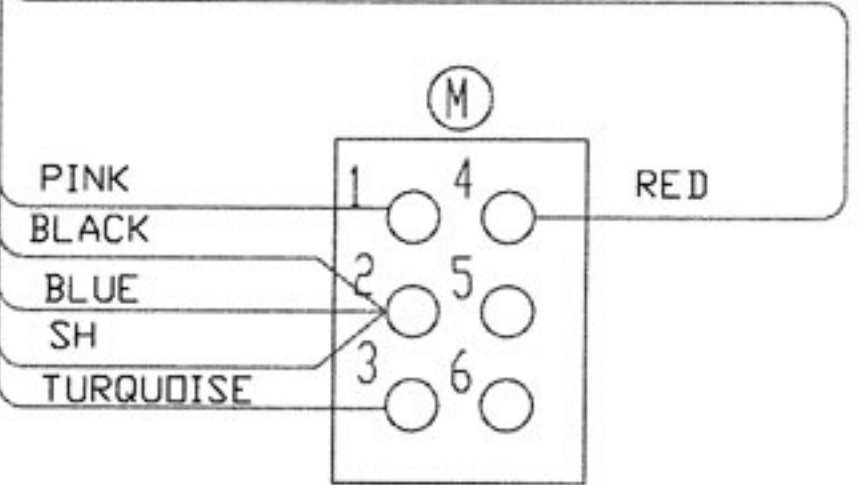 M
PINK 1 4 RED
BLACK
2 5
BLUE
SH
3 6
TURQUOISE